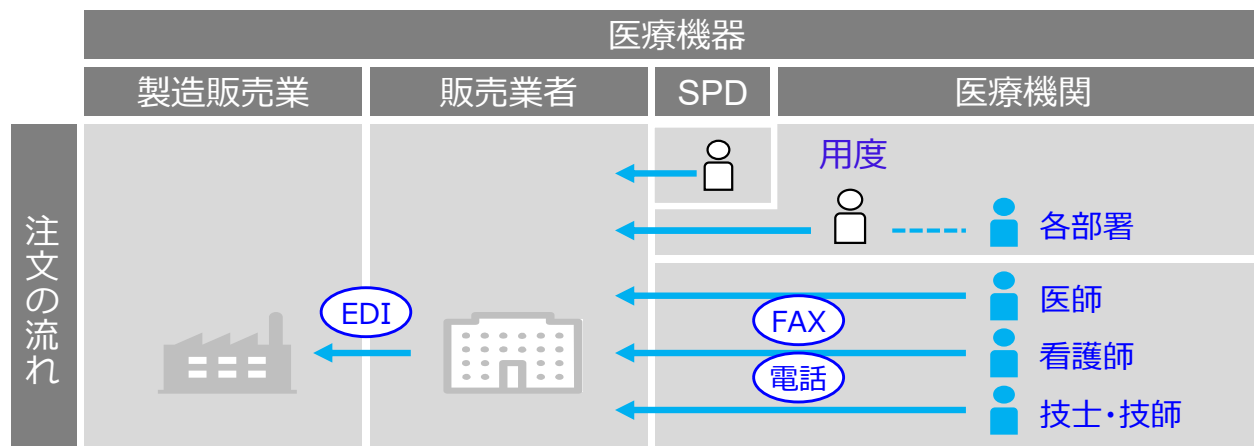 医療機器
製造販売業
販売業者
SPD
医療機関
注文の流れ
用度
各部署
医師
EDI
FAX
看護師
電話
技士・技師